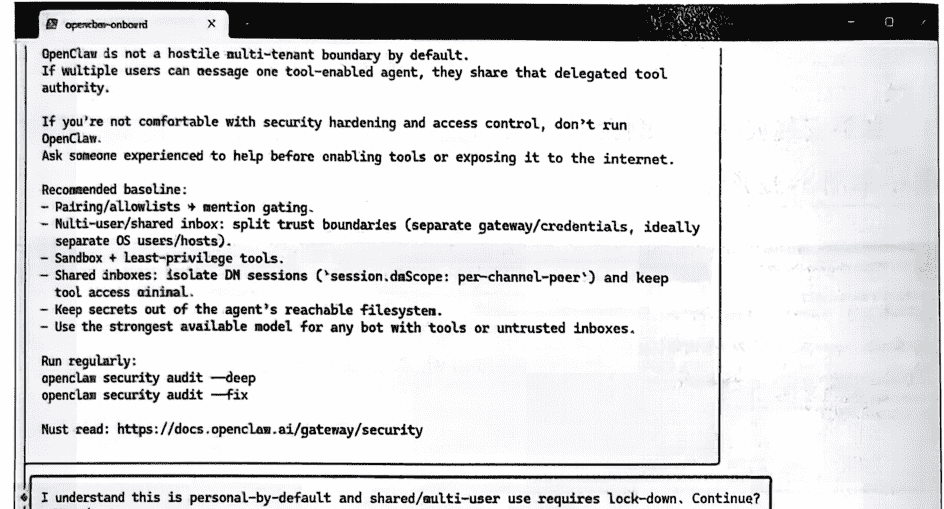 openclaw-onboard
OpenClaw is not a hostile multi-tenant boundary by default.
If multiple users can message one tool-enabled agent, they share that delegated tool
authority.
If you're not comfortable with security hardening and access control, don't run
OpenClaw.
Ask someone experienced to help before enabling tools or exposing it to the internet.
Recommended baseline:
- Pairing/allowlists + mention gating.
- Multi-user/shared inbox: split trust boundaries (separate gateway/credentials, ideally
separate OS users/hosts).
- Sandbox + least-privilege tools.
- Shared inboxes: isolate DM sessions (`session.dmScope: per-channel-peer`) and keep
tool access minimal.
- Keep secrets out of the agent's reachable filesystem.
- Use the strongest available model for any bot with tools or untrusted inboxes.
Run regularly:
openclaw security audit --deep
openclaw security audit --fix
Must read: https://docs.openclaw.ai/gateway/security
I understand this is personal-by-default and shared/multi-user use requires lock-down. Continue?